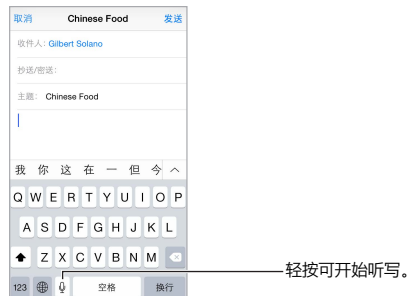 取消 Chinese Food 发送
收件人: Gilbert Solano
抄送/密送:
主题: Chinese Food
我 你 这 在 一 但 今
Q W E R T Y U I O P
A S D F G H J K L
Z X C V B N M
123 空格 换行
轻按可开始听写。